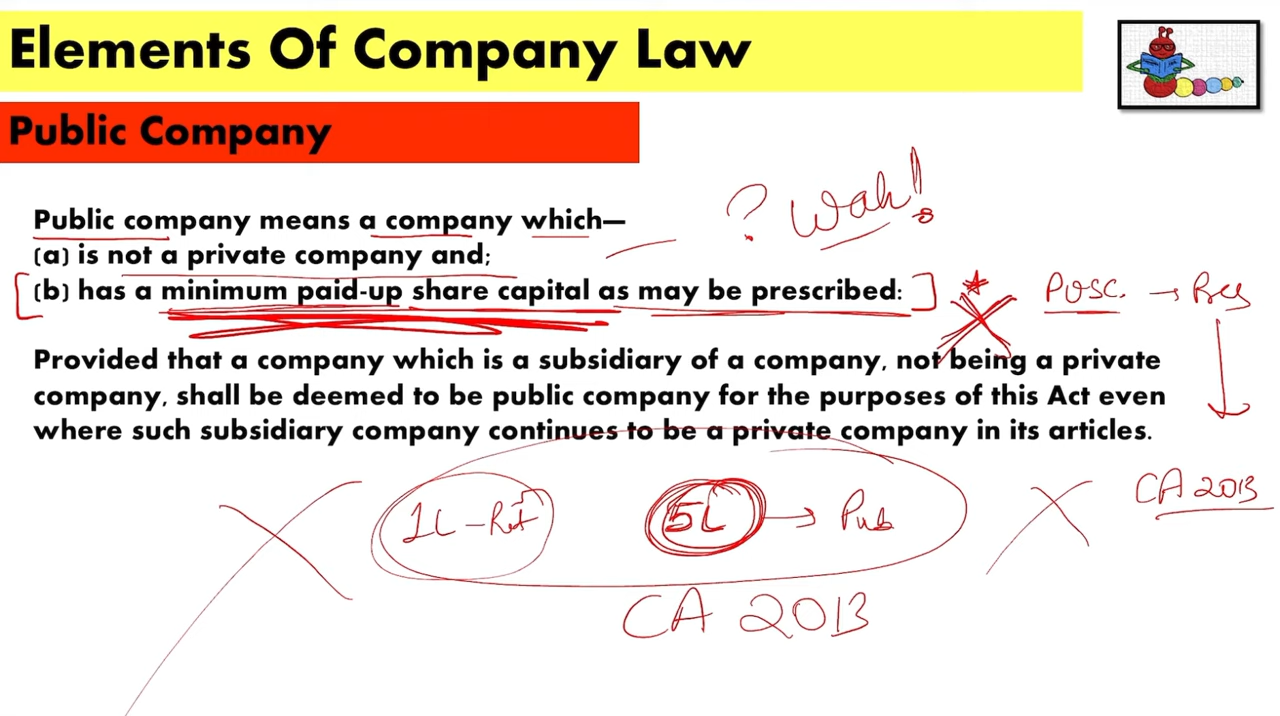 Elements Of Company Law
Public Company
? Wah!
Public company means a company which—
(a) is not a private company and;
(b) has a minimum paid-up share capital as may be prescribed:
POSC. →
Provided that a company which is a subsidiary of a company, not being a private
company, shall be deemed to be public company for the purposes of this Act even
where such subsidiary company continues to be a private company in its articles.
CA 2013
1L -
5L → Pub
CA 2013